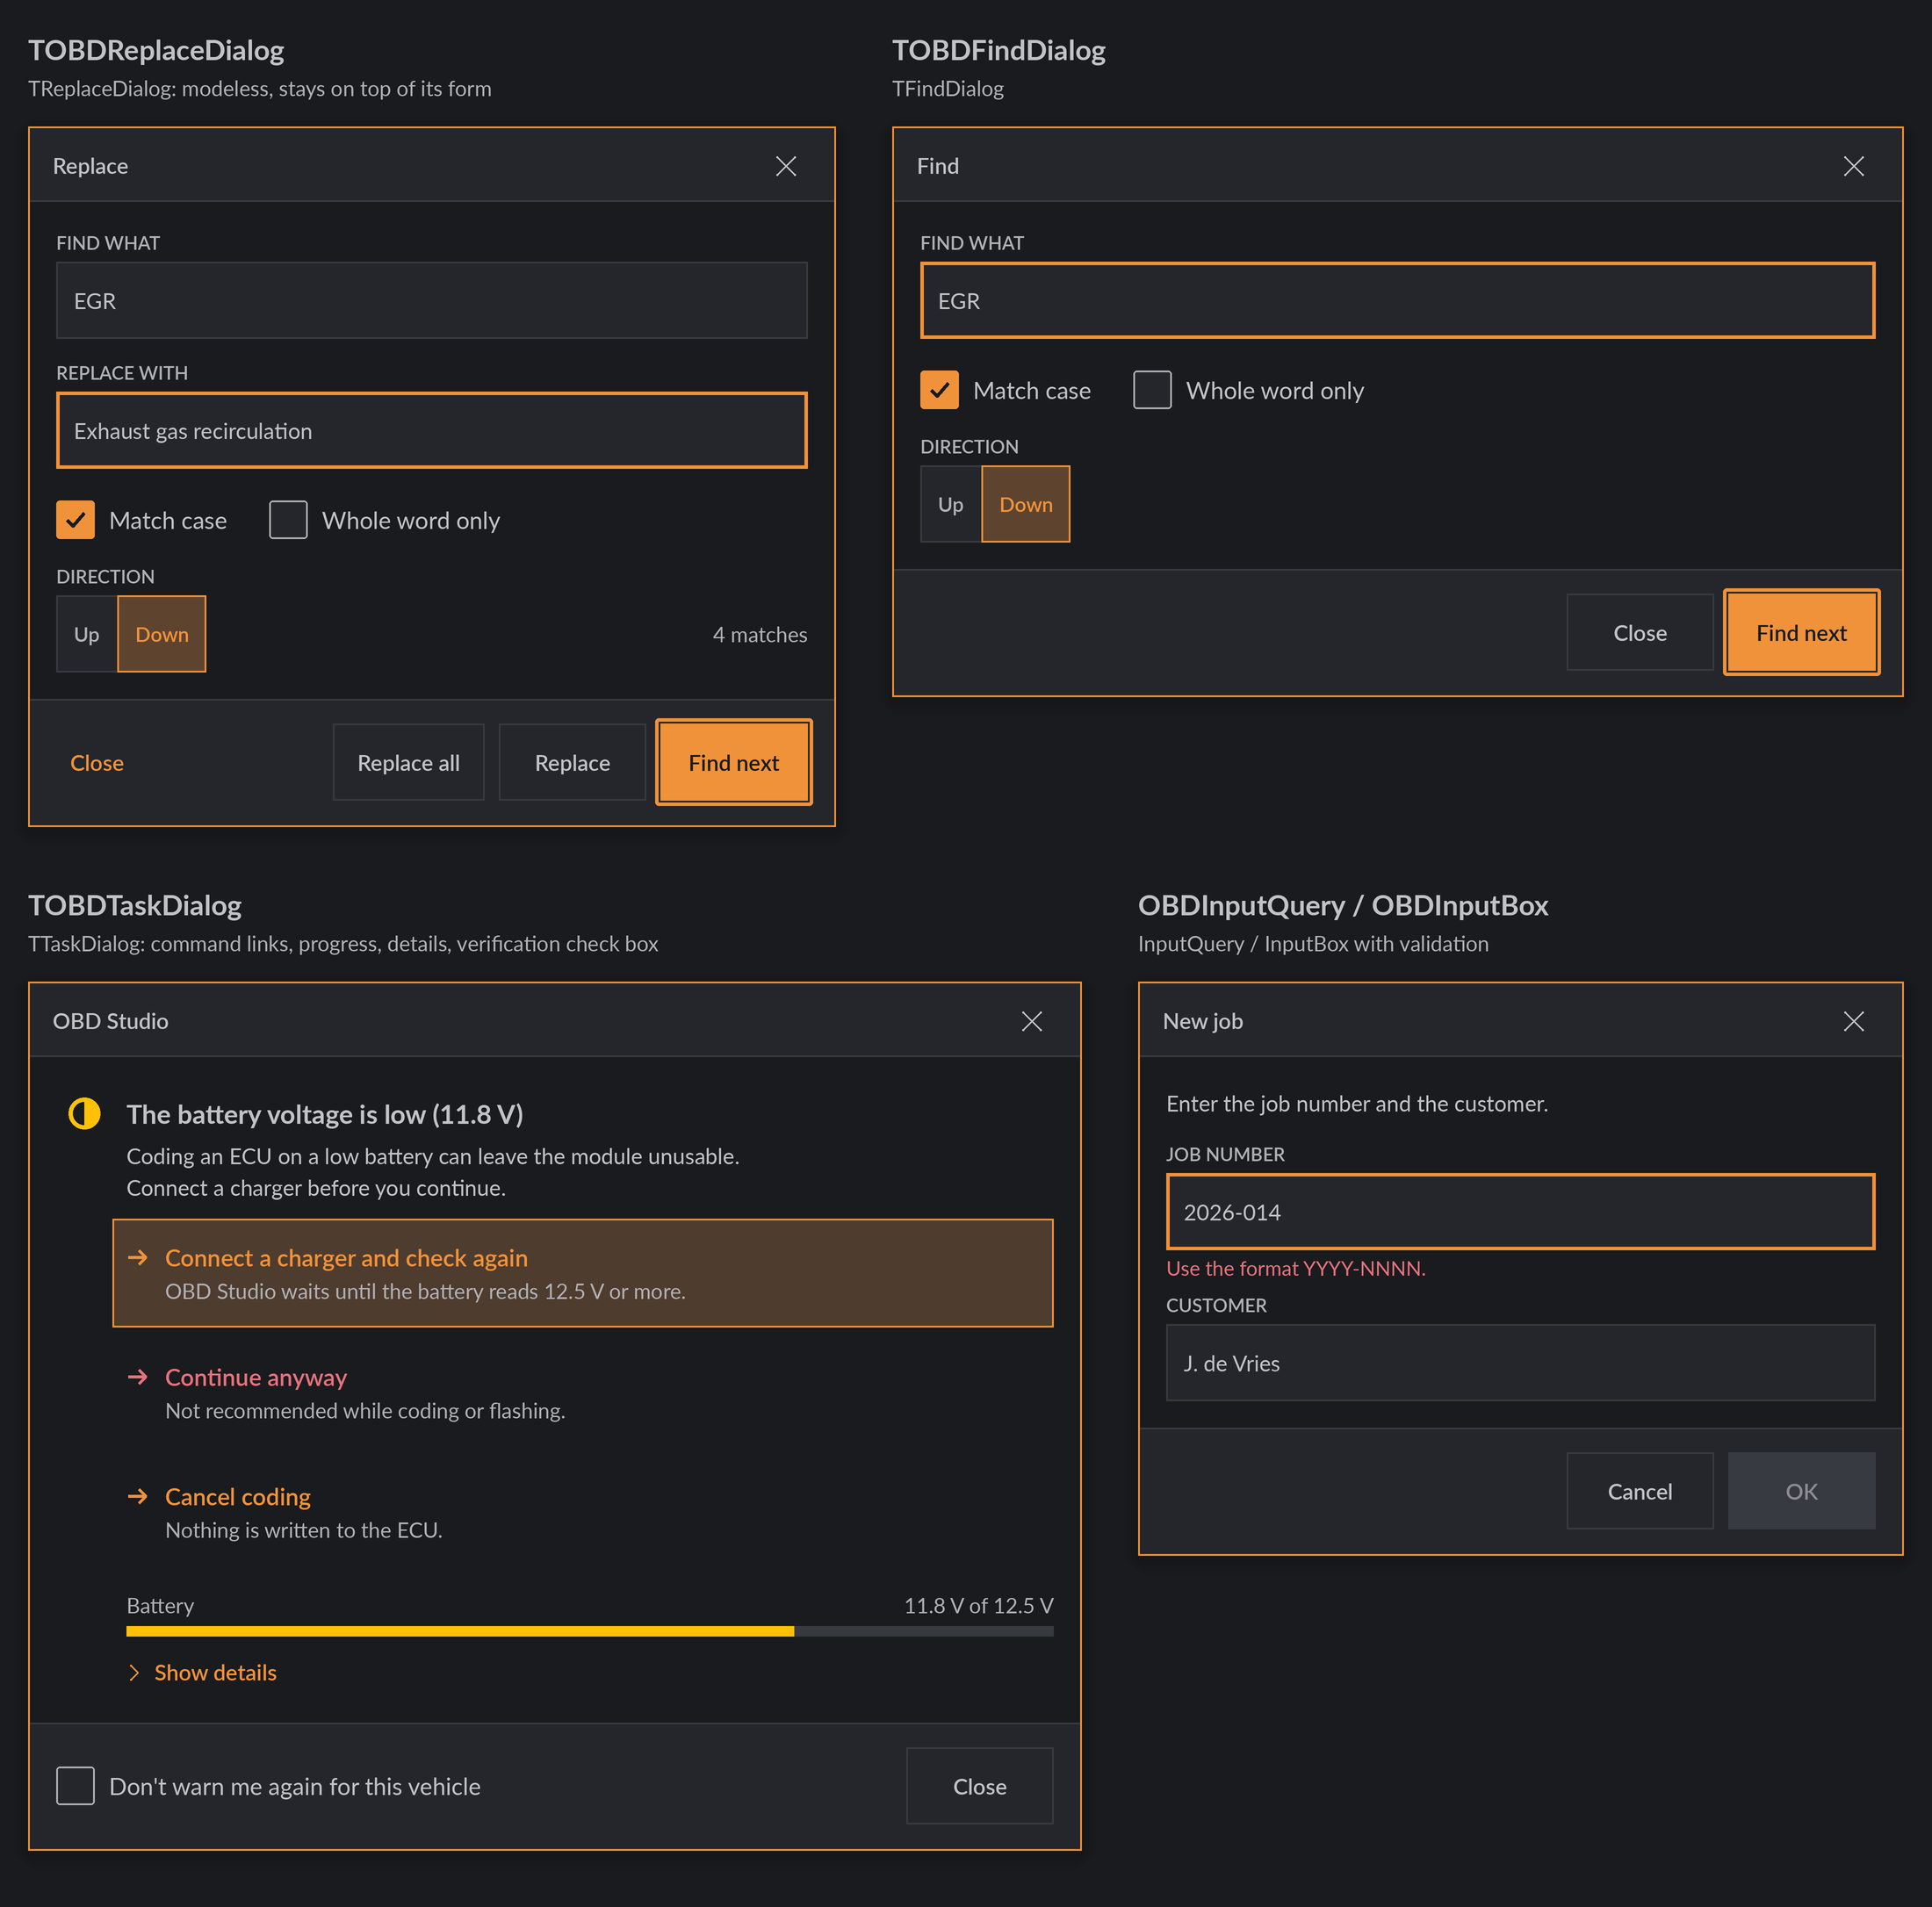 TOBDReplaceDialog
TReplaceDialog: modeless, stays on top of its form
Replace
FIND WHAT
EGR
REPLACE WITH
Exhaust gas recirculation
Match case
Whole word only
DIRECTION
Up
Down
4 matches
Close
Replace all
Replace
Find next
TOBDFindDialog
TFindDialog
Find
FIND WHAT
EGR
Match case
Whole word only
DIRECTION
Up
Down
Close
Find next
TOBDTaskDialog
TTaskDialog: command links, progress, details, verification check box
OBD Studio
The battery voltage is low (11.8 V)
Coding an ECU on a low battery can leave the module unusable.
Connect a charger before you continue.
Connect a charger and check again
OBD Studio waits until the battery reads 12.5 V or more.
Continue anyway
Not recommended while coding or flashing.
Cancel coding
Nothing is written to the ECU.
Battery
11.8 V of 12.5 V
Show details
Don't warn me again for this vehicle
Close
OBDInputQuery / OBDInputBox
InputQuery / InputBox with validation
New job
Enter the job number and the customer.
JOB NUMBER
2026-014
Use the format YYYY-NNNN.
CUSTOMER
J. de Vries
Cancel
OK